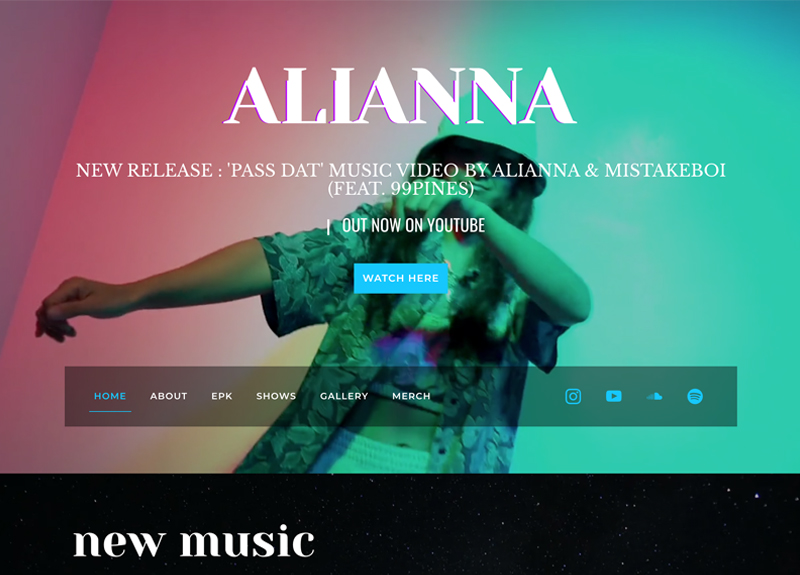 ALIANNA
NEW RELEASE : 'PASS DAT' MUSIC VIDEO BY ALIANNA & MISTAKEBOI
(FEAT. 99PINES)
| OUT NOW ON YOUTUBE
WATCH HERE
HOME ABOUT EPK SHOWS GALLERY MERCH
new music